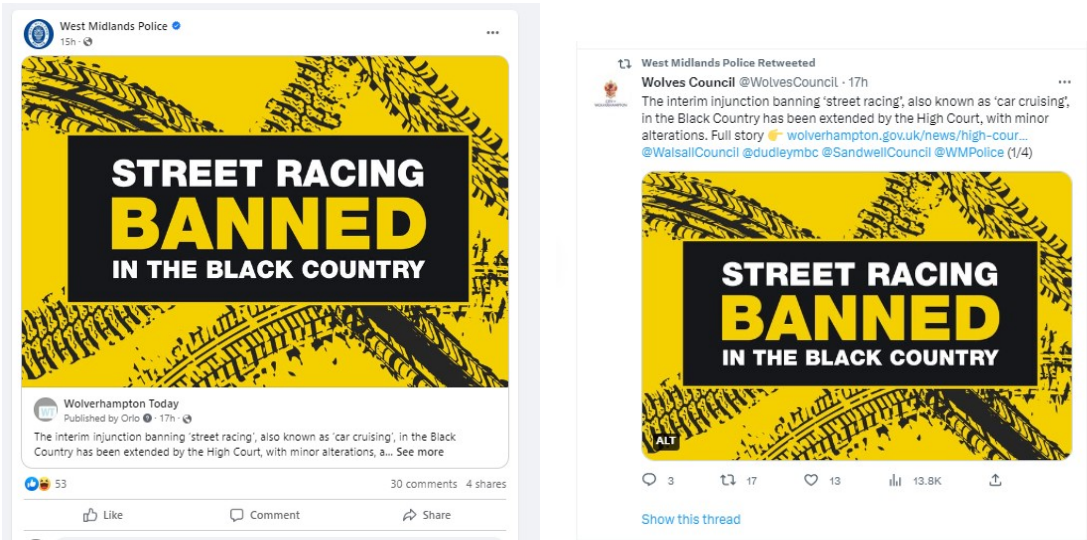 West Midlands Police
15h ·
STREET RACING
BANNED
IN THE BLACK COUNTRY
WT
Wolverhampton Today
Published by Orlo · 17h ·
The interim injunction banning 'street racing', also known as 'car cruising', in the Black
Country has been extended by the High Court, with minor alterations, a... See more
53
30 comments 4 shares
Like
Comment
Share
West Midlands Police Retweeted
Wolves Council @WolvesCouncil · 17h
The interim injunction banning ‘street racing’, also known as ‘car cruising’,
in the Black Country has been extended by the High Court, with minor
alterations. Full story 👉 wolverhampton.gov.uk/news/high-cour...
@WalsallCouncil @dudleymbc @SandwellCouncil @WMPolice (1/4)
STREET RACING
BANNED
IN THE BLACK COUNTRY
ALT
3
17
13
13.8K
Show this thread